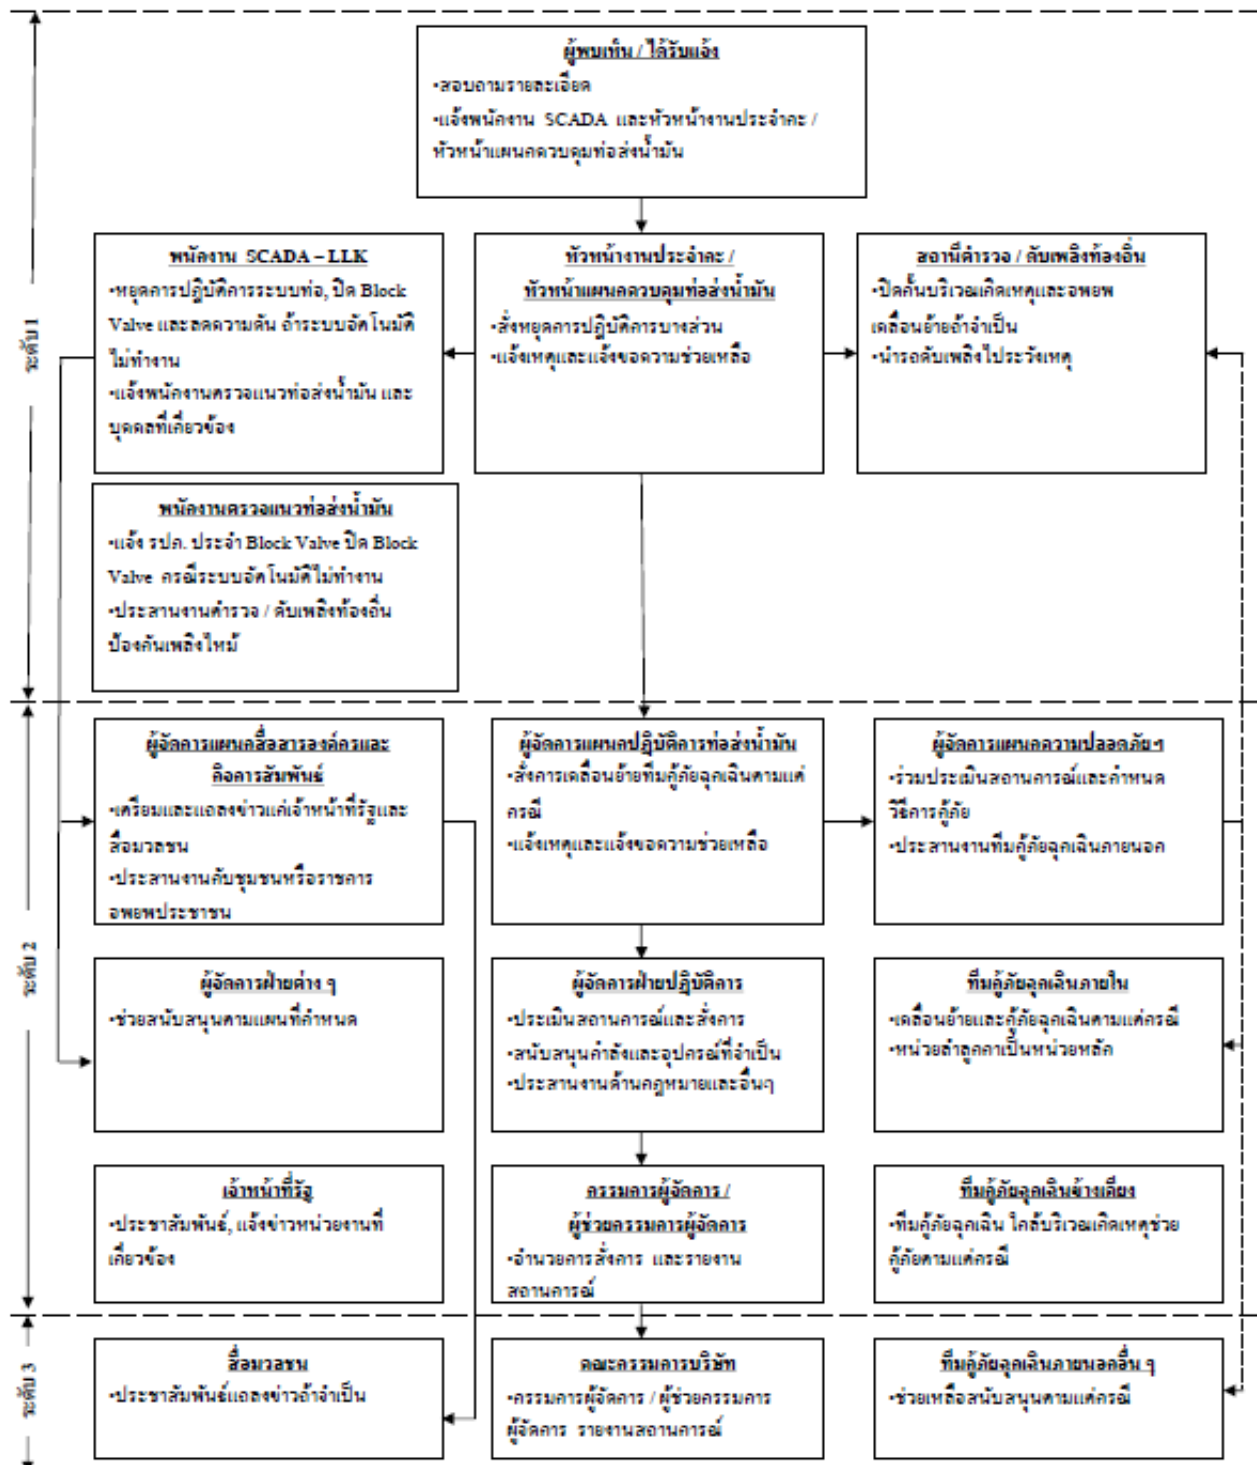 ผู้พบเห็น / ได้รับแจ้ง
•สอบถามรายละเอียด
•แจ้งพนักงาน SCADA และหัวหน้างานประจำกะ /
หัวหน้าแผนกควบคุมท่อส่งน้ำมัน
ระดับ 1
พนักงาน SCADA – LLK
•หยุดการปฏิบัติการระบบท่อ, ปิด Block
Valve และลดความดัน ถ้าระบบอัตโนมัติ
ไม่ทำงาน
•แจ้งพนักงานตรวจแนวท่อส่งน้ำมัน และ
บุคคลที่เกี่ยวข้อง
หัวหน้างานประจำกะ /
หัวหน้าแผนกควบคุมท่อส่งน้ำมัน
•สั่งหยุดการปฏิบัติการบางส่วน
•แจ้งเหตุและแจ้งขอความช่วยเหลือ
สถานีตำรวจ / ดับเพลิงท้องถิ่น
•ปิดกั้นบริเวณเกิดเหตุและอพยพ
เคลื่อนย้ายถ้าจำเป็น
•นำรถดับเพลิงไประวังเหตุ
พนักงานตรวจแนวท่อส่งน้ำมัน
•แจ้ง รปภ. ประจำ Block Valve ปิด Block
Valve กรณีระบบอัตโนมัติไม่ทำงาน
•ประสานงานตำรวจ / ดับเพลิงท้องถิ่น
ป้องกันเพลิงไหม้
ระดับ 2
ผู้จัดการแผนกสื่อสารองค์กรและ
กิจการสัมพันธ์
•เตรียมและแถลงข่าวแก่เจ้าหน้าที่รัฐและ
สื่อมวลชน
•ประสานงานกับชุมชนหรือราชการ
อพยพประชาชน
ผู้จัดการแผนกปฏิบัติการท่อส่งน้ำมัน
•สั่งการเคลื่อนย้ายทีมกู้ภัยฉุกเฉินตามแต่
กรณี
•แจ้งเหตุและแจ้งขอความช่วยเหลือ
ผู้จัดการแผนกความปลอดภัยฯ
•ร่วมประเมินสถานการณ์และกำหนด
วิธีการกู้ภัย
•ประสานงานทีมกู้ภัยฉุกเฉินภายนอก
ผู้จัดการฝ่ายต่าง ๆ
•ช่วยสนับสนุนตามแผนที่กำหนด
ผู้จัดการฝ่ายปฏิบัติการ
•ประเมินสถานการณ์และสั่งการ
•สนับสนุนกำลังและอุปกรณ์ที่จำเป็น
•ประสานงานด้านกฎหมายและอื่นๆ
ทีมกู้ภัยฉุกเฉินภายใน
•เคลื่อนย้ายและกู้ภัยฉุกเฉินตามแต่กรณี
•หน่วยลำลูกกาเป็นหน่วยหลัก
เจ้าหน้าที่รัฐ
•ประชาสัมพันธ์, แจ้งข่าวหน่วยงานที่
เกี่ยวข้อง
กรรมการผู้จัดการ /
ผู้ช่วยกรรมการผู้จัดการ
•อำนวยการสั่งการ และรายงาน
สถานการณ์
ทีมกู้ภัยฉุกเฉินข้างเคียง
•ทีมกู้ภัยฉุกเฉิน ใกล้บริเวณเกิดเหตุช่วย
กู้ภัยตามแต่กรณี
ระดับ 3
สื่อมวลชน
•ประชาสัมพันธ์แถลงข่าวถ้าจำเป็น
คณะกรรมการบริษัท
•กรรมการผู้จัดการ / ผู้ช่วยกรรมการ
ผู้จัดการ รายงานสถานการณ์
ทีมกู้ภัยฉุกเฉินภายนอกอื่น ๆ
•ช่วยเหลือสนับสนุนตามแต่กรณี